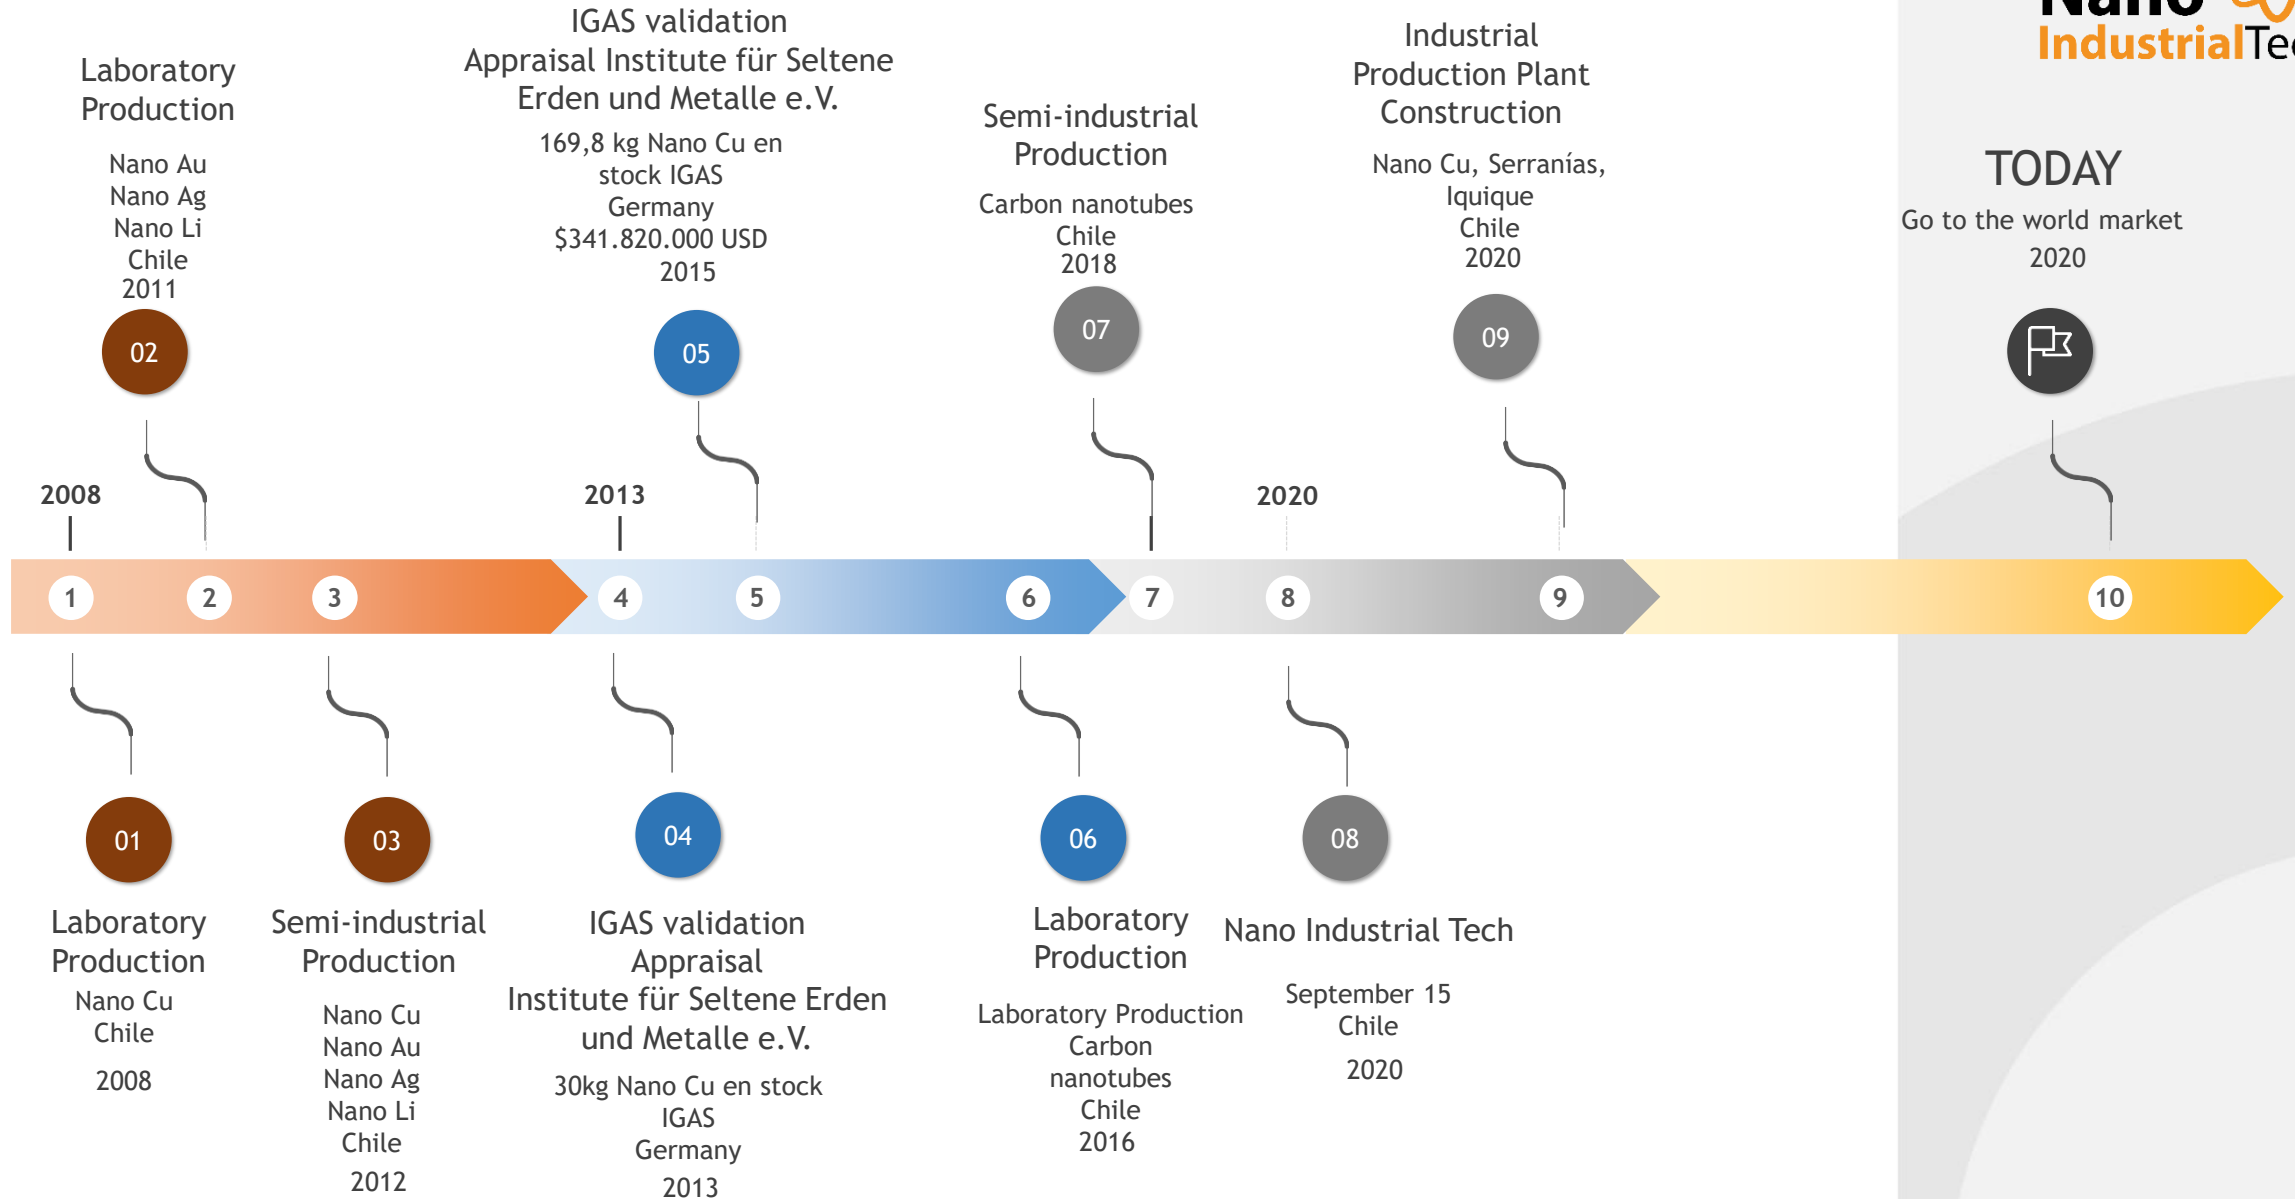 Nano
IndustrialTec
Laboratory
Production
Nano Au
Nano Ag
Nano Li
Chile
2011
02
IGAS validation
Appraisal Institute für Seltene
Erden und Metalle e.V.
169,8 kg Nano Cu en
stock IGAS
Germany
$341.820.000 USD
2015
05
Semi-industrial
Production
Carbon nanotubes
Chile
2018
07
Industrial
Production Plant
Construction
Nano Cu, Serranías,
Iquique
Chile
2020
09
TODAY
Go to the world market
2020
2008
2013
2020
1
2
3
4
5
6
7
8
9
10
01
Laboratory
Production
Nano Cu
Chile
2008
03
Semi-industrial
Production
Nano Cu
Nano Au
Nano Ag
Nano Li
Chile
2012
04
IGAS validation
Appraisal
Institute für Seltene Erden
und Metalle e.V.
30kg Nano Cu en stock
IGAS
Germany
2013
06
Laboratory
Production
Laboratory Production
Carbon
nanotubes
Chile
2016
08
Nano Industrial Tech
September 15
Chile
2020